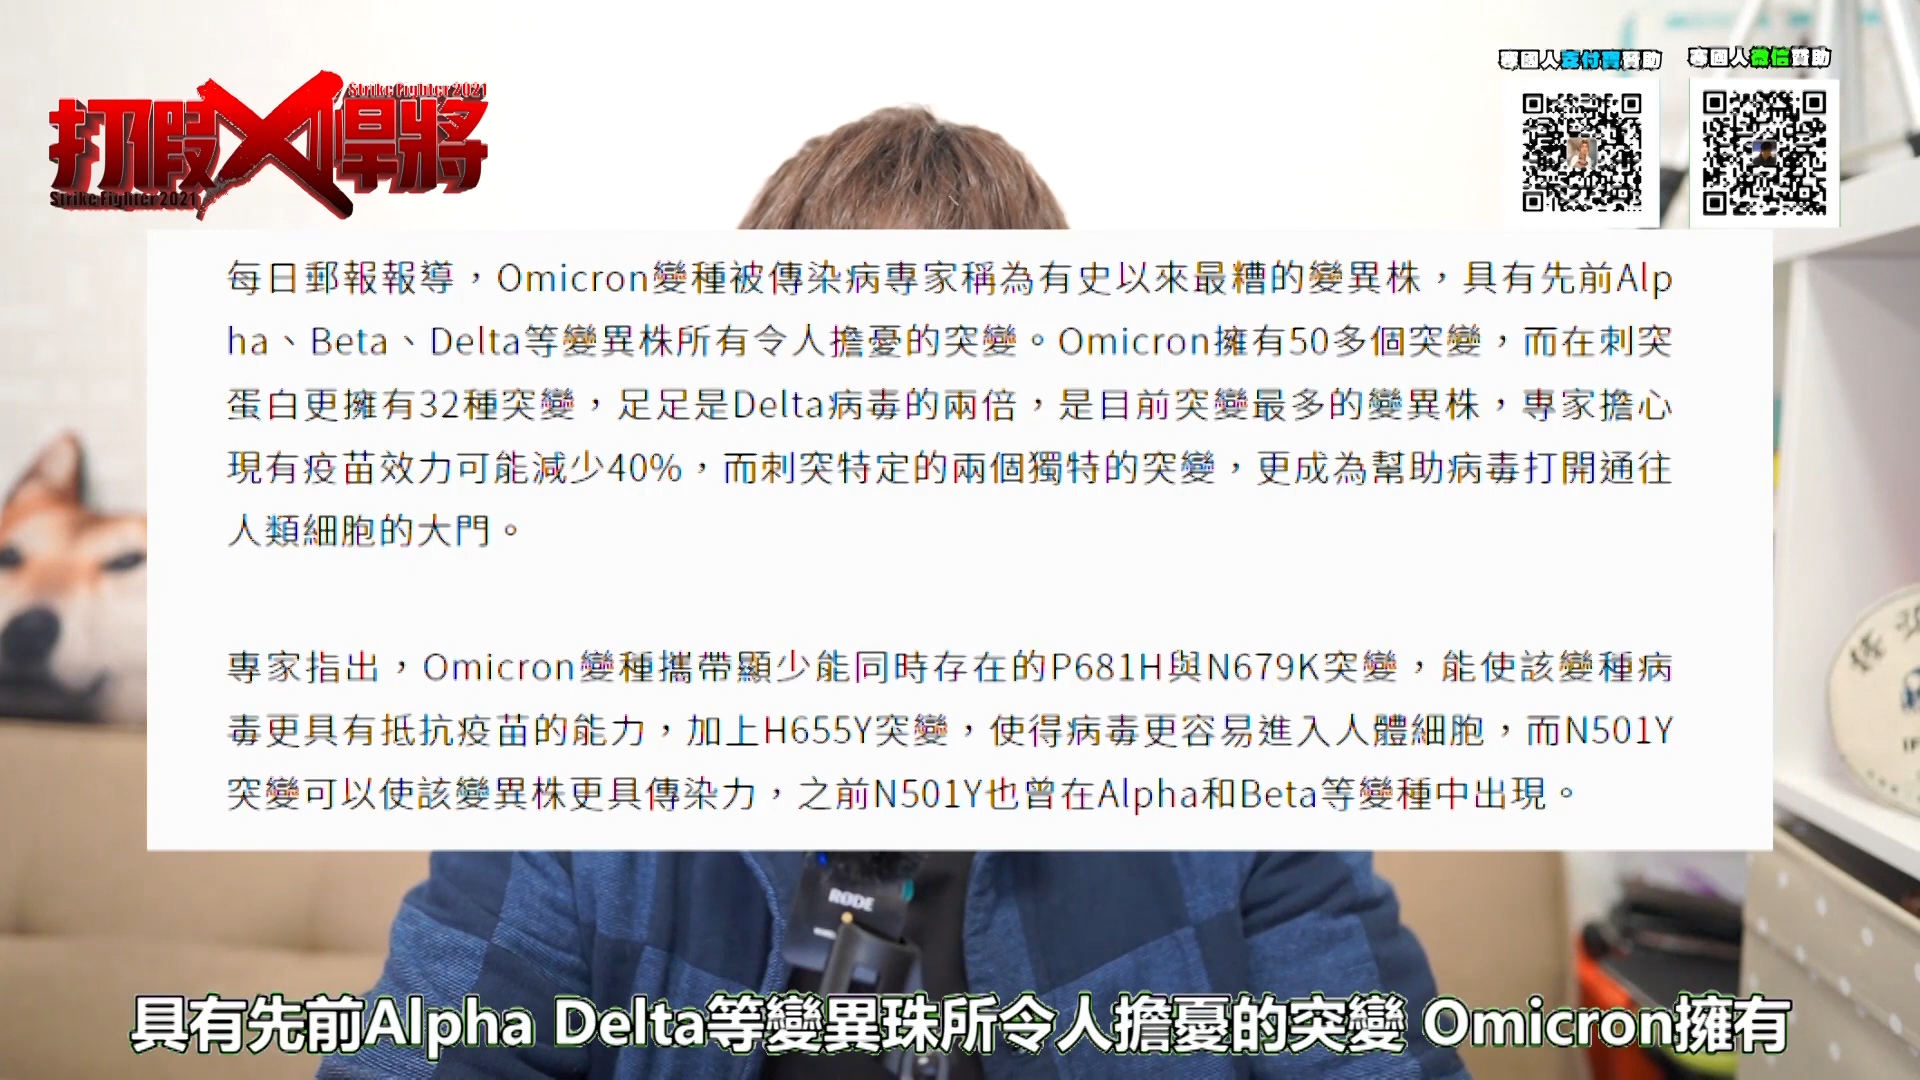 Strike Fighter 2021
打假悍將
Strike Fighter 2021
專國人支付寶贊助
專國人微信贊助
每日郵報報導，Omicron變種被傳染病專家稱為有史以來最糟的變異株，具有先前Alp
ha、Beta、Delta等變異株所有令人擔憂的突變。Omicron擁有50多個突變，而在刺突
蛋白更擁有32種突變，足足是Delta病毒的兩倍，是目前突變最多的變異株，專家擔心
現有疫苗效力可能減少40%，而刺突特定的兩個獨特的突變，更成為幫助病毒打開通往
人類細胞的大門。
專家指出，Omicron變種攜帶顯少能同時存在的P681H與N679K突變，能使該變種病
毒更具有抵抗疫苗的能力，加上H655Y突變，使得病毒更容易進入人體細胞，而N501Y
突變可以使該變異株更具傳染力，之前N501Y也曾在Alpha和Beta等變種中出現。
RODE
具有先前Alpha Delta等變異珠所令人擔憂的突變 Omicron擁有